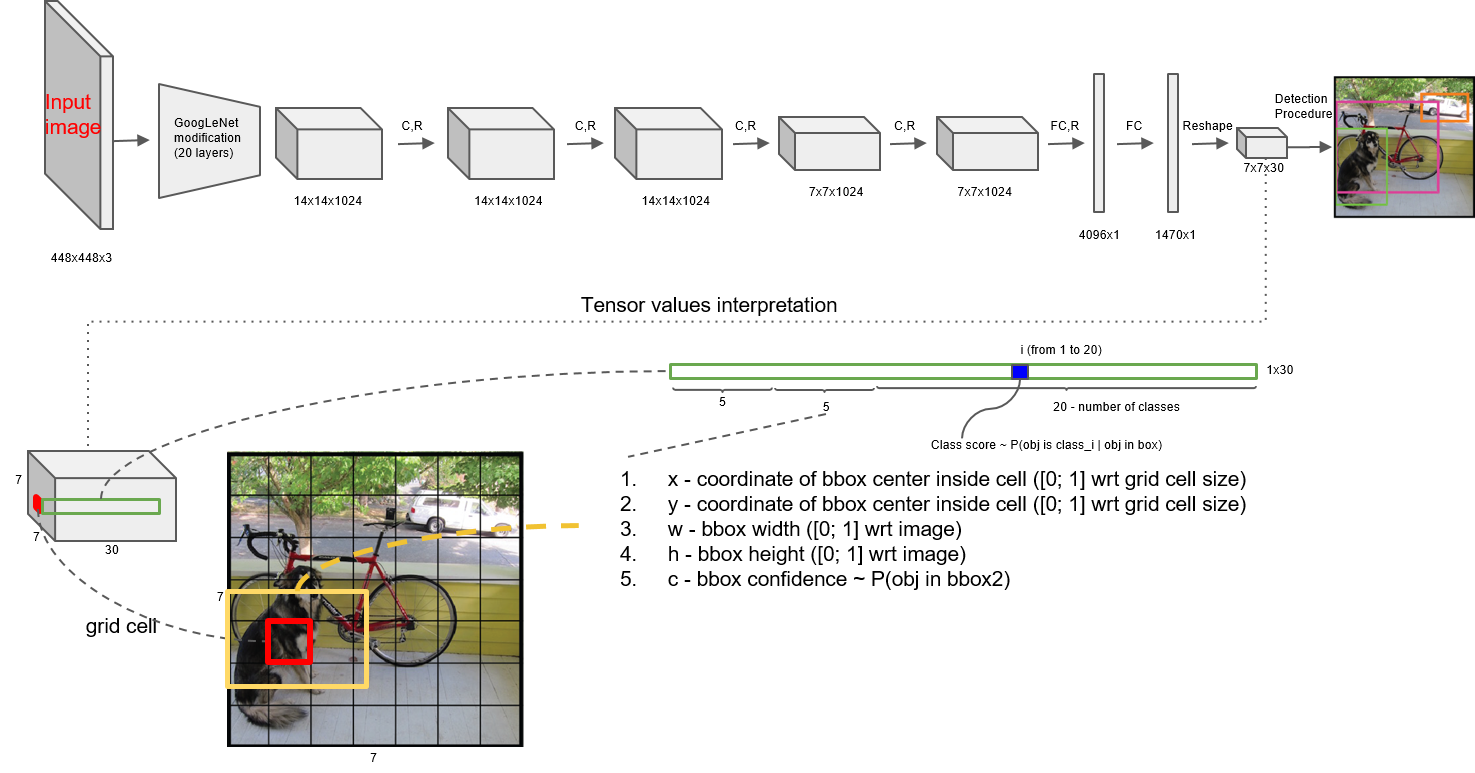 Input
image
GoogLeNet
modification
(20 layers)
C,R
C,R
C,R
C,R
FC,R
FC
Reshape
Detection
Procedure
448x448x3
14x14x1024
14x14x1024
14x14x1024
7x7x1024
7x7x1024
4096x1
1470x1
7x7x30
Tensor values interpretation
i (from 1 to 20)
1x30
5
5
20 - number of classes
Class score ~ P(obj is class_i | obj in box)
7
7
30
grid cell
7
7
1. x - coordinate of bbox center inside cell ([0; 1] wrt grid cell size)
2. y - coordinate of bbox center inside cell ([0; 1] wrt grid cell size)
3. w - bbox width ([0; 1] wrt image)
4. h - bbox height ([0; 1] wrt image)
5. c - bbox confidence ~ P(obj in bbox2)